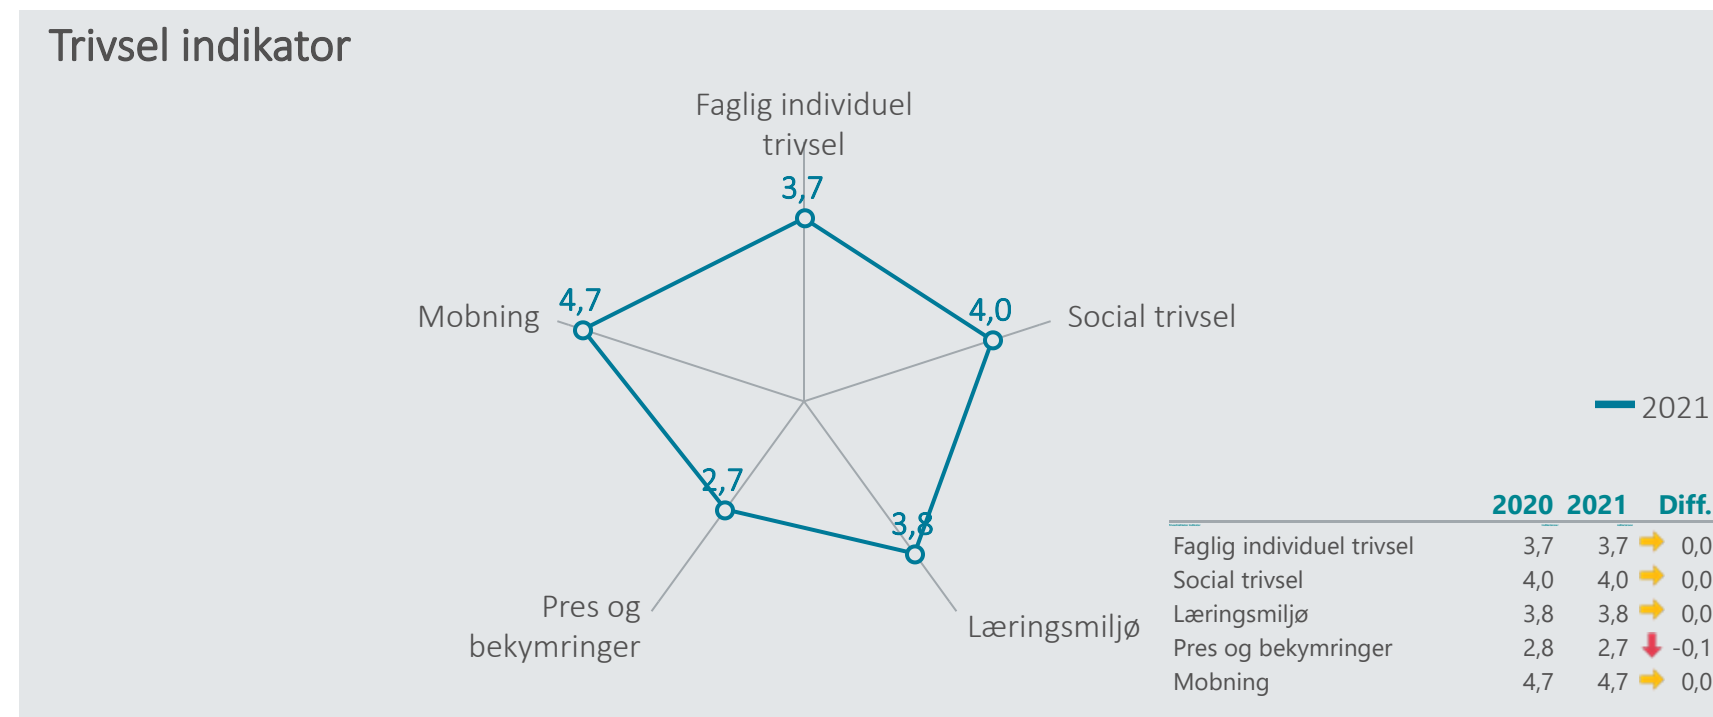 Trivsel indikator
Faglig individuel
trivsel
3,7
4,7
4,0
Mobning
Social trivsel
2021
2,7
3,8
Pres og
bekymringer
Læringsmiljø
2020 2021 Diff.
Faglig individuel trivsel 3,7 3,7 0,0
Social trivsel 4,0 4,0 0,0
Læringsmiljø 3,8 3,8 0,0
Pres og bekymringer 2,8 2,7 -0,1
Mobning 4,7 4,7 0,0